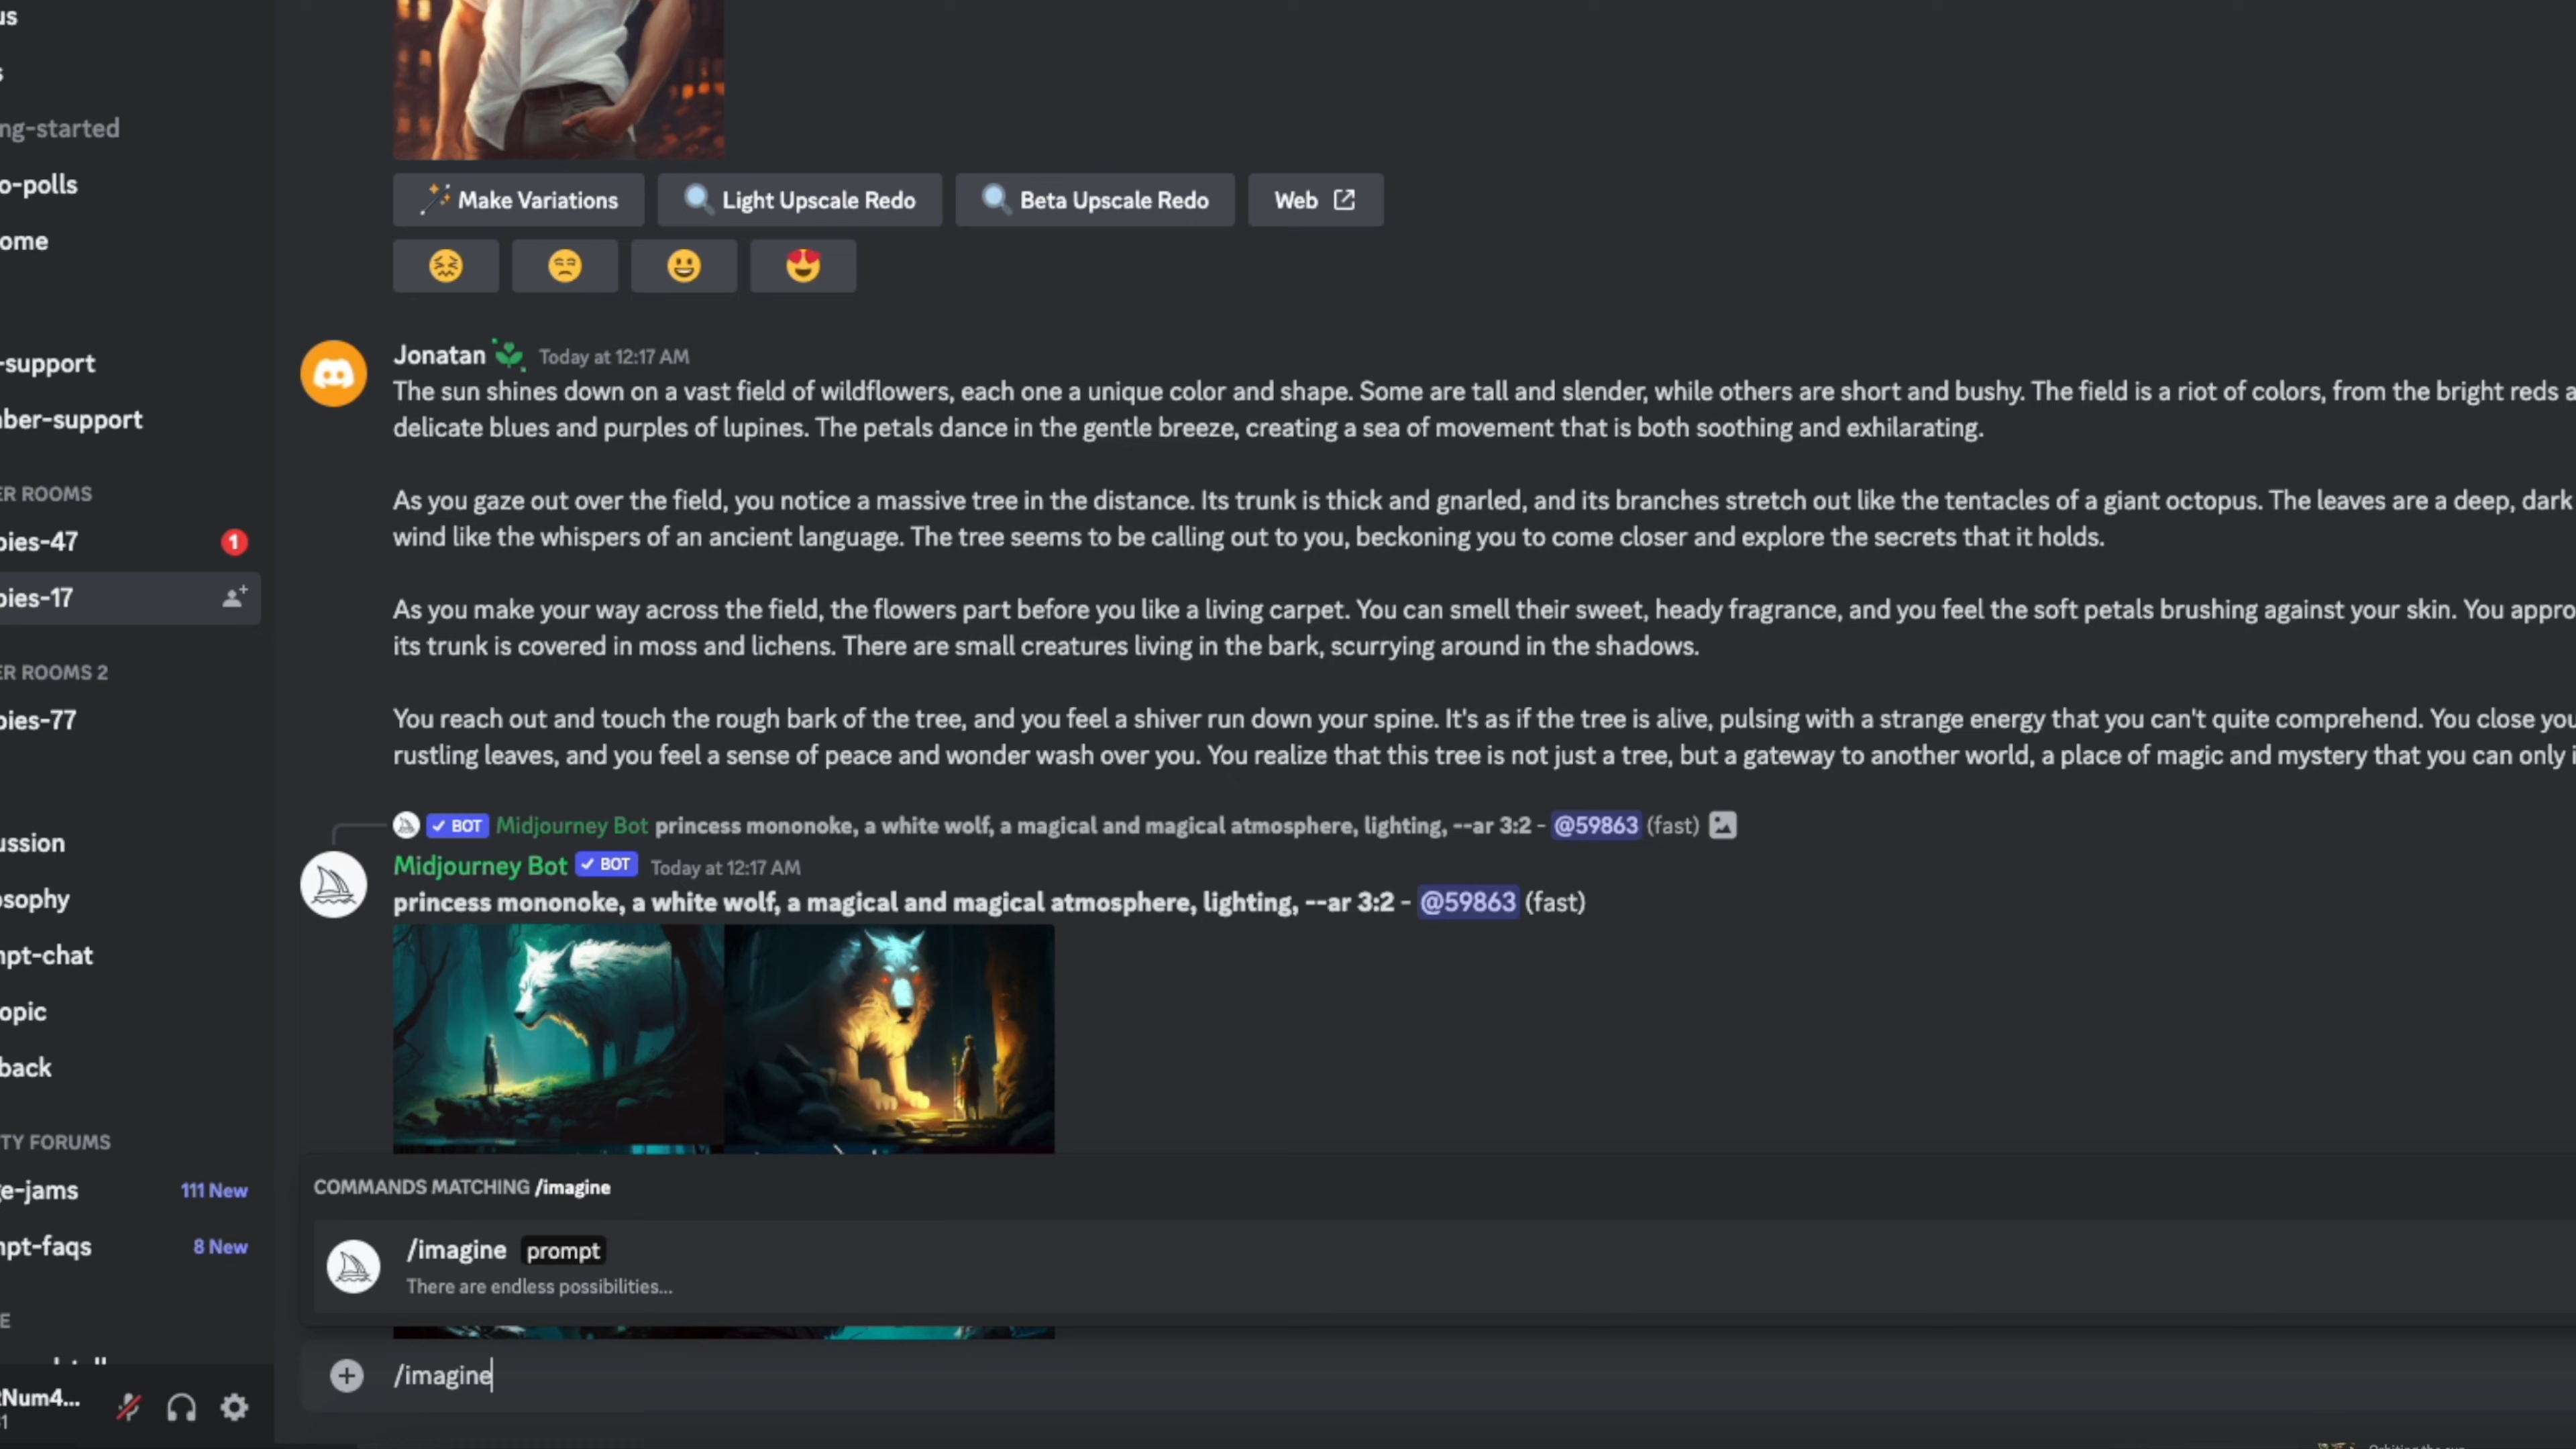 us
s
ng-started
o-polls
ome
-support
ber-support
ER ROOMS
bies-47
1
bies-17
ER ROOMS 2
bies-77
ussion
osophy
mpt-chat
opic
back
TY FORUMS
ge-jams 111 New
mpt-faqs 8 New
E
Num4...
Make Variations Light Upscale Redo Beta Upscale Redo Web
Jonatan Today at 12:17 AM
The sun shines down on a vast field of wildflowers, each one a unique color and shape. Some are tall and slender, while others are short and bushy. The field is a riot of colors, from the bright reds a
delicate blues and purples of lupines. The petals dance in the gentle breeze, creating a sea of movement that is both soothing and exhilarating.
As you gaze out over the field, you notice a massive tree in the distance. Its trunk is thick and gnarled, and its branches stretch out like the tentacles of a giant octopus. The leaves are a deep, dark
wind like the whispers of an ancient language. The tree seems to be calling out to you, beckoning you to come closer and explore the secrets that it holds.
As you make your way across the field, the flowers part before you like a living carpet. You can smell their sweet, heady fragrance, and you feel the soft petals brushing against your skin. You appro
its trunk is covered in moss and lichens. There are small creatures living in the bark, scurrying around in the shadows.
You reach out and touch the rough bark of the tree, and you feel a shiver run down your spine. It's as if the tree is alive, pulsing with a strange energy that you can't quite comprehend. You close you
rustling leaves, and you feel a sense of peace and wonder wash over you. You realize that this tree is not just a tree, but a gateway to another world, a place of magic and mystery that you can only i
BOT Midjourney Bot princess mononoke, a white wolf, a magical and magical atmosphere, lighting, --ar 3:2 - @59863 (fast)
Midjourney Bot BOT Today at 12:17 AM
princess mononoke, a white wolf, a magical and magical atmosphere, lighting, --ar 3:2 - @59863 (fast)
COMMANDS MATCHING /imagine
/imagine prompt
There are endless possibilities...
/imagine